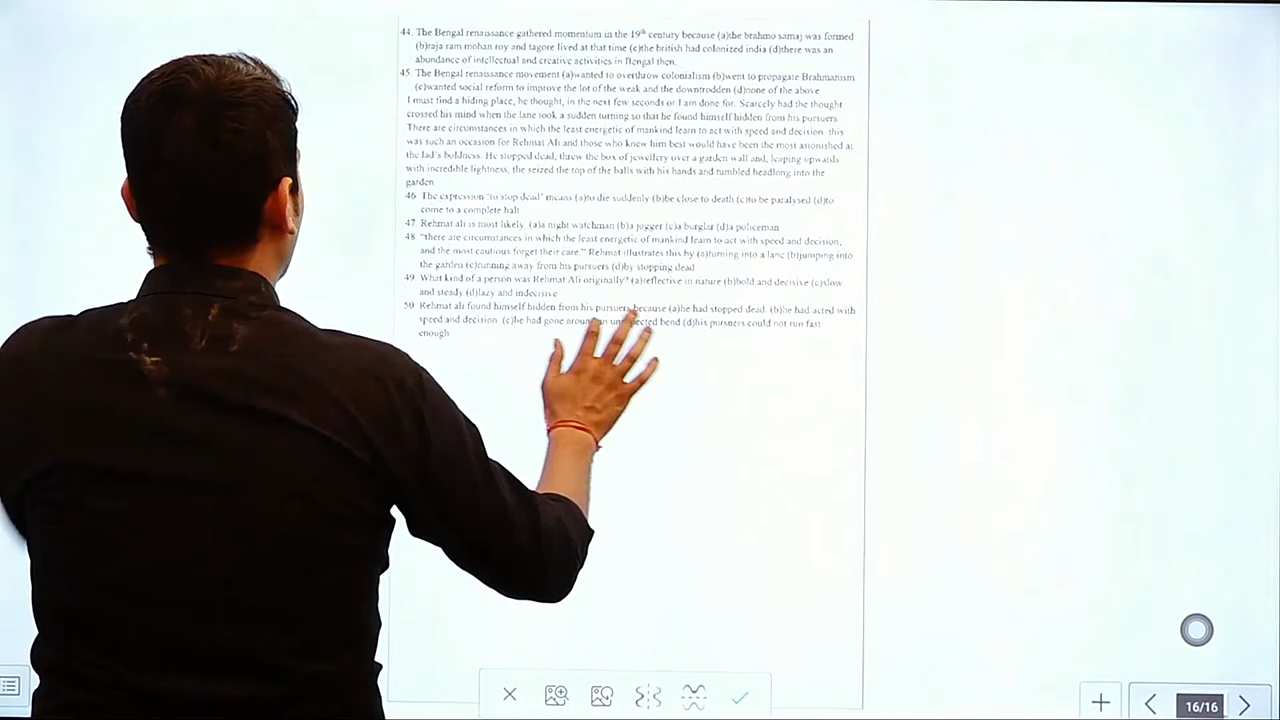 44. The Bengal renaissance gathered momentum in the 19th century because (a)the brahmo samaj was formed
(b)raja ram mohan roy and tagore lived at that time (c)the british had colonized india (d)there was an
abundance of intellectual and creative activities in Bengal then.
45. The Bengal renaissance movement (a)wanted to overthrow colonialism (b)went to propagate Brahmanism
(c)wanted social reform to improve the lot of the weak and the downtrodden (d)none of the above
I must find a hiding place, he thought, in the next few seconds or I am done for. Scarcely had the thought
crossed his mind when the lane took a sudden turning so that he found himself hidden from his pursuers
There are circumstances in which the least energetic of mankind learn to act with speed and decision. this
was such an occasion for Rehmat Ali and those who knew him best would have been the most astonished at
the lad's boldness. He stopped dead, threw the box of jewellery over a garden wall and, leaping upwards
with incredible lightness, the seized the top of the balls with his hands and tumbled headlong into the
garden.
46. The expression "to stop dead" means (a)to die suddenly (b)be close to death (c)to be paralysed (d)to
come to a complete halt
47. Rehmat ali is most likely. (a)a night watchman (b)a jogger (c)a burglar (d)a policeman
48. "there are circumstances in which the least energetic of mankind learn to act with speed and decision,
and the most cautious forget their care." Rehmat illustrates this by (a)turning into a lane (b)jumping into
the garden (c)running away from his pursuers (d)by stopping dead
49. What kind of a person was Rehmat Ali originally? (a)reflective in nature (b)bold and decisive (c)slow
and steady (d)lazy and indecisive
50. Rehmat ali found himself hidden from his pursuers because (a)he had stopped dead. (b)he had acted with
speed and decision. (c)he had gone around an bend (d)his pursuers could not run fast
enough
16/16